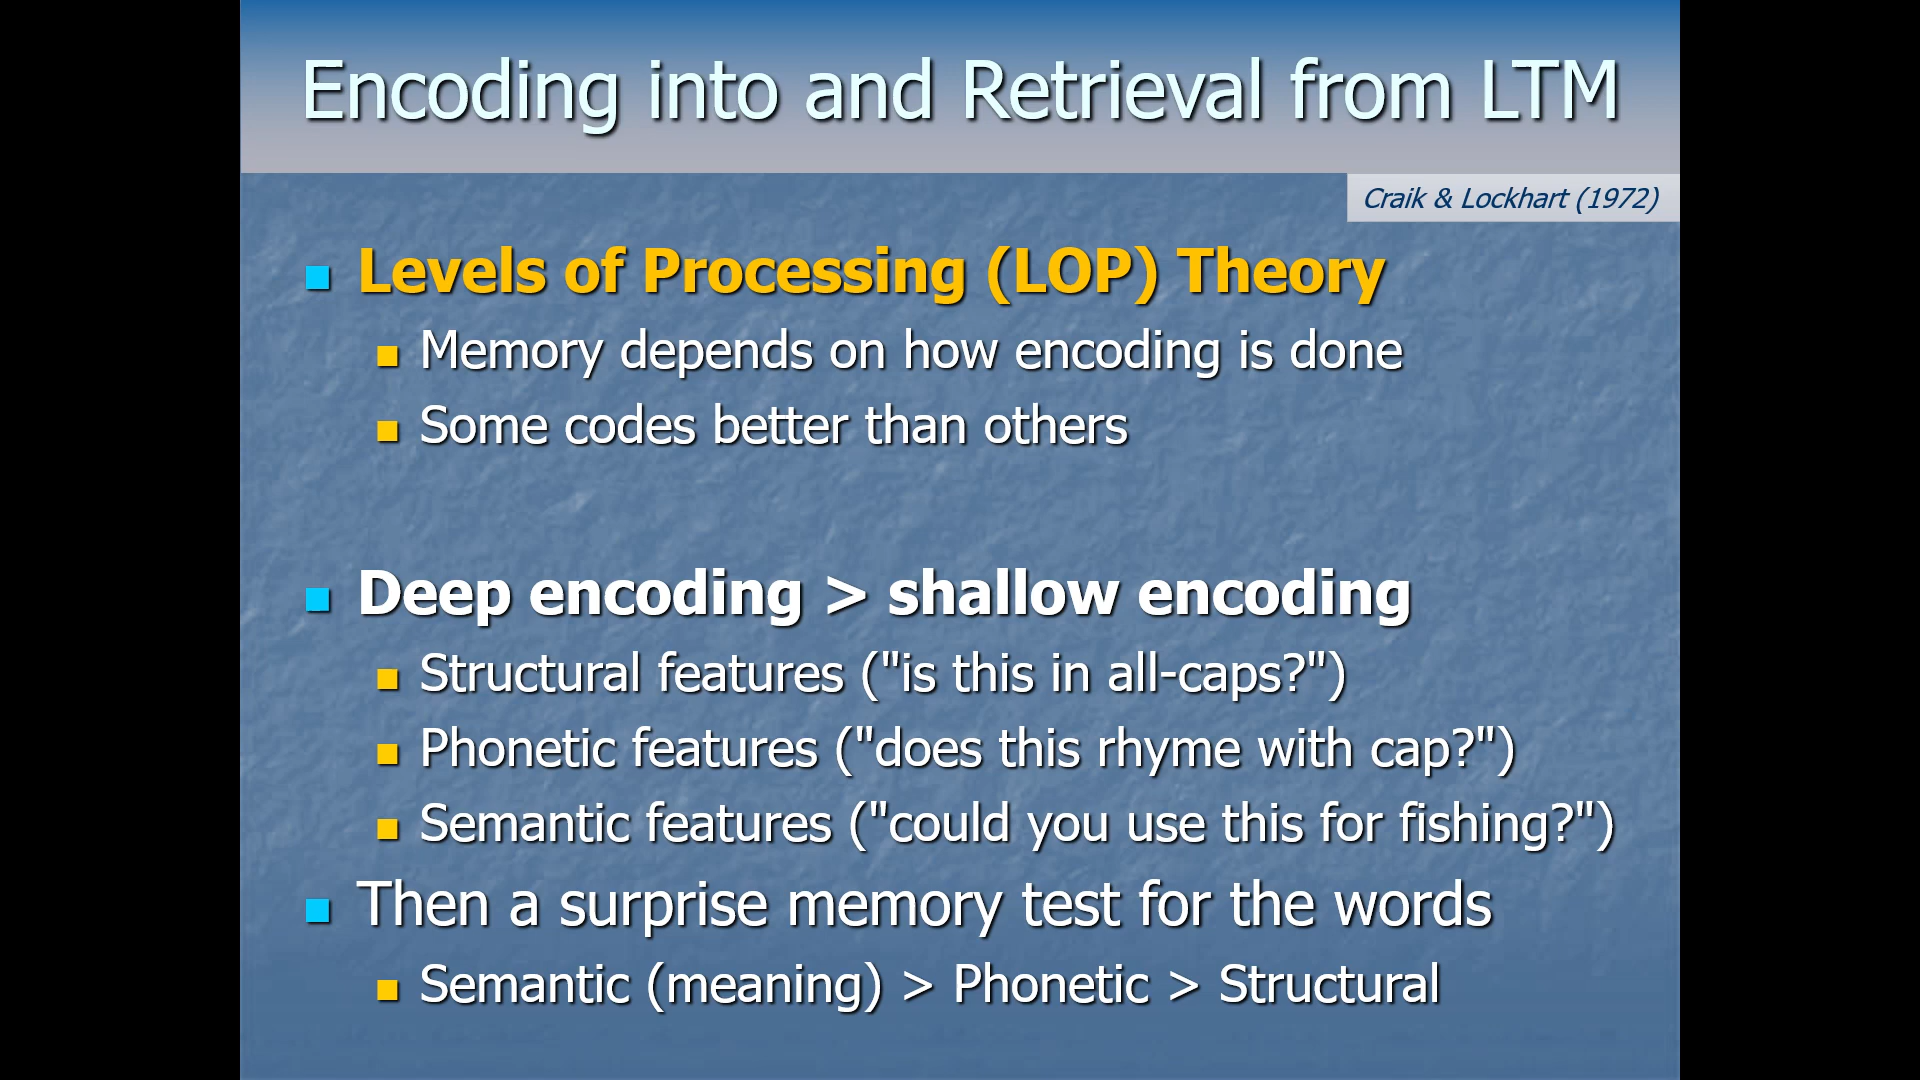 Encoding into and Retrieval from LTM
Craik & Lockhart (1972)
Levels of Processing (LOP) Theory
Memory depends on how encoding is done
Some codes better than others
Deep encoding > shallow encoding
Structural features ("is this in all-caps?")
Phonetic features ("does this rhyme with cap?")
Semantic features ("could you use this for fishing?")
Then a surprise memory test for the words
Semantic (meaning) > Phonetic > Structural